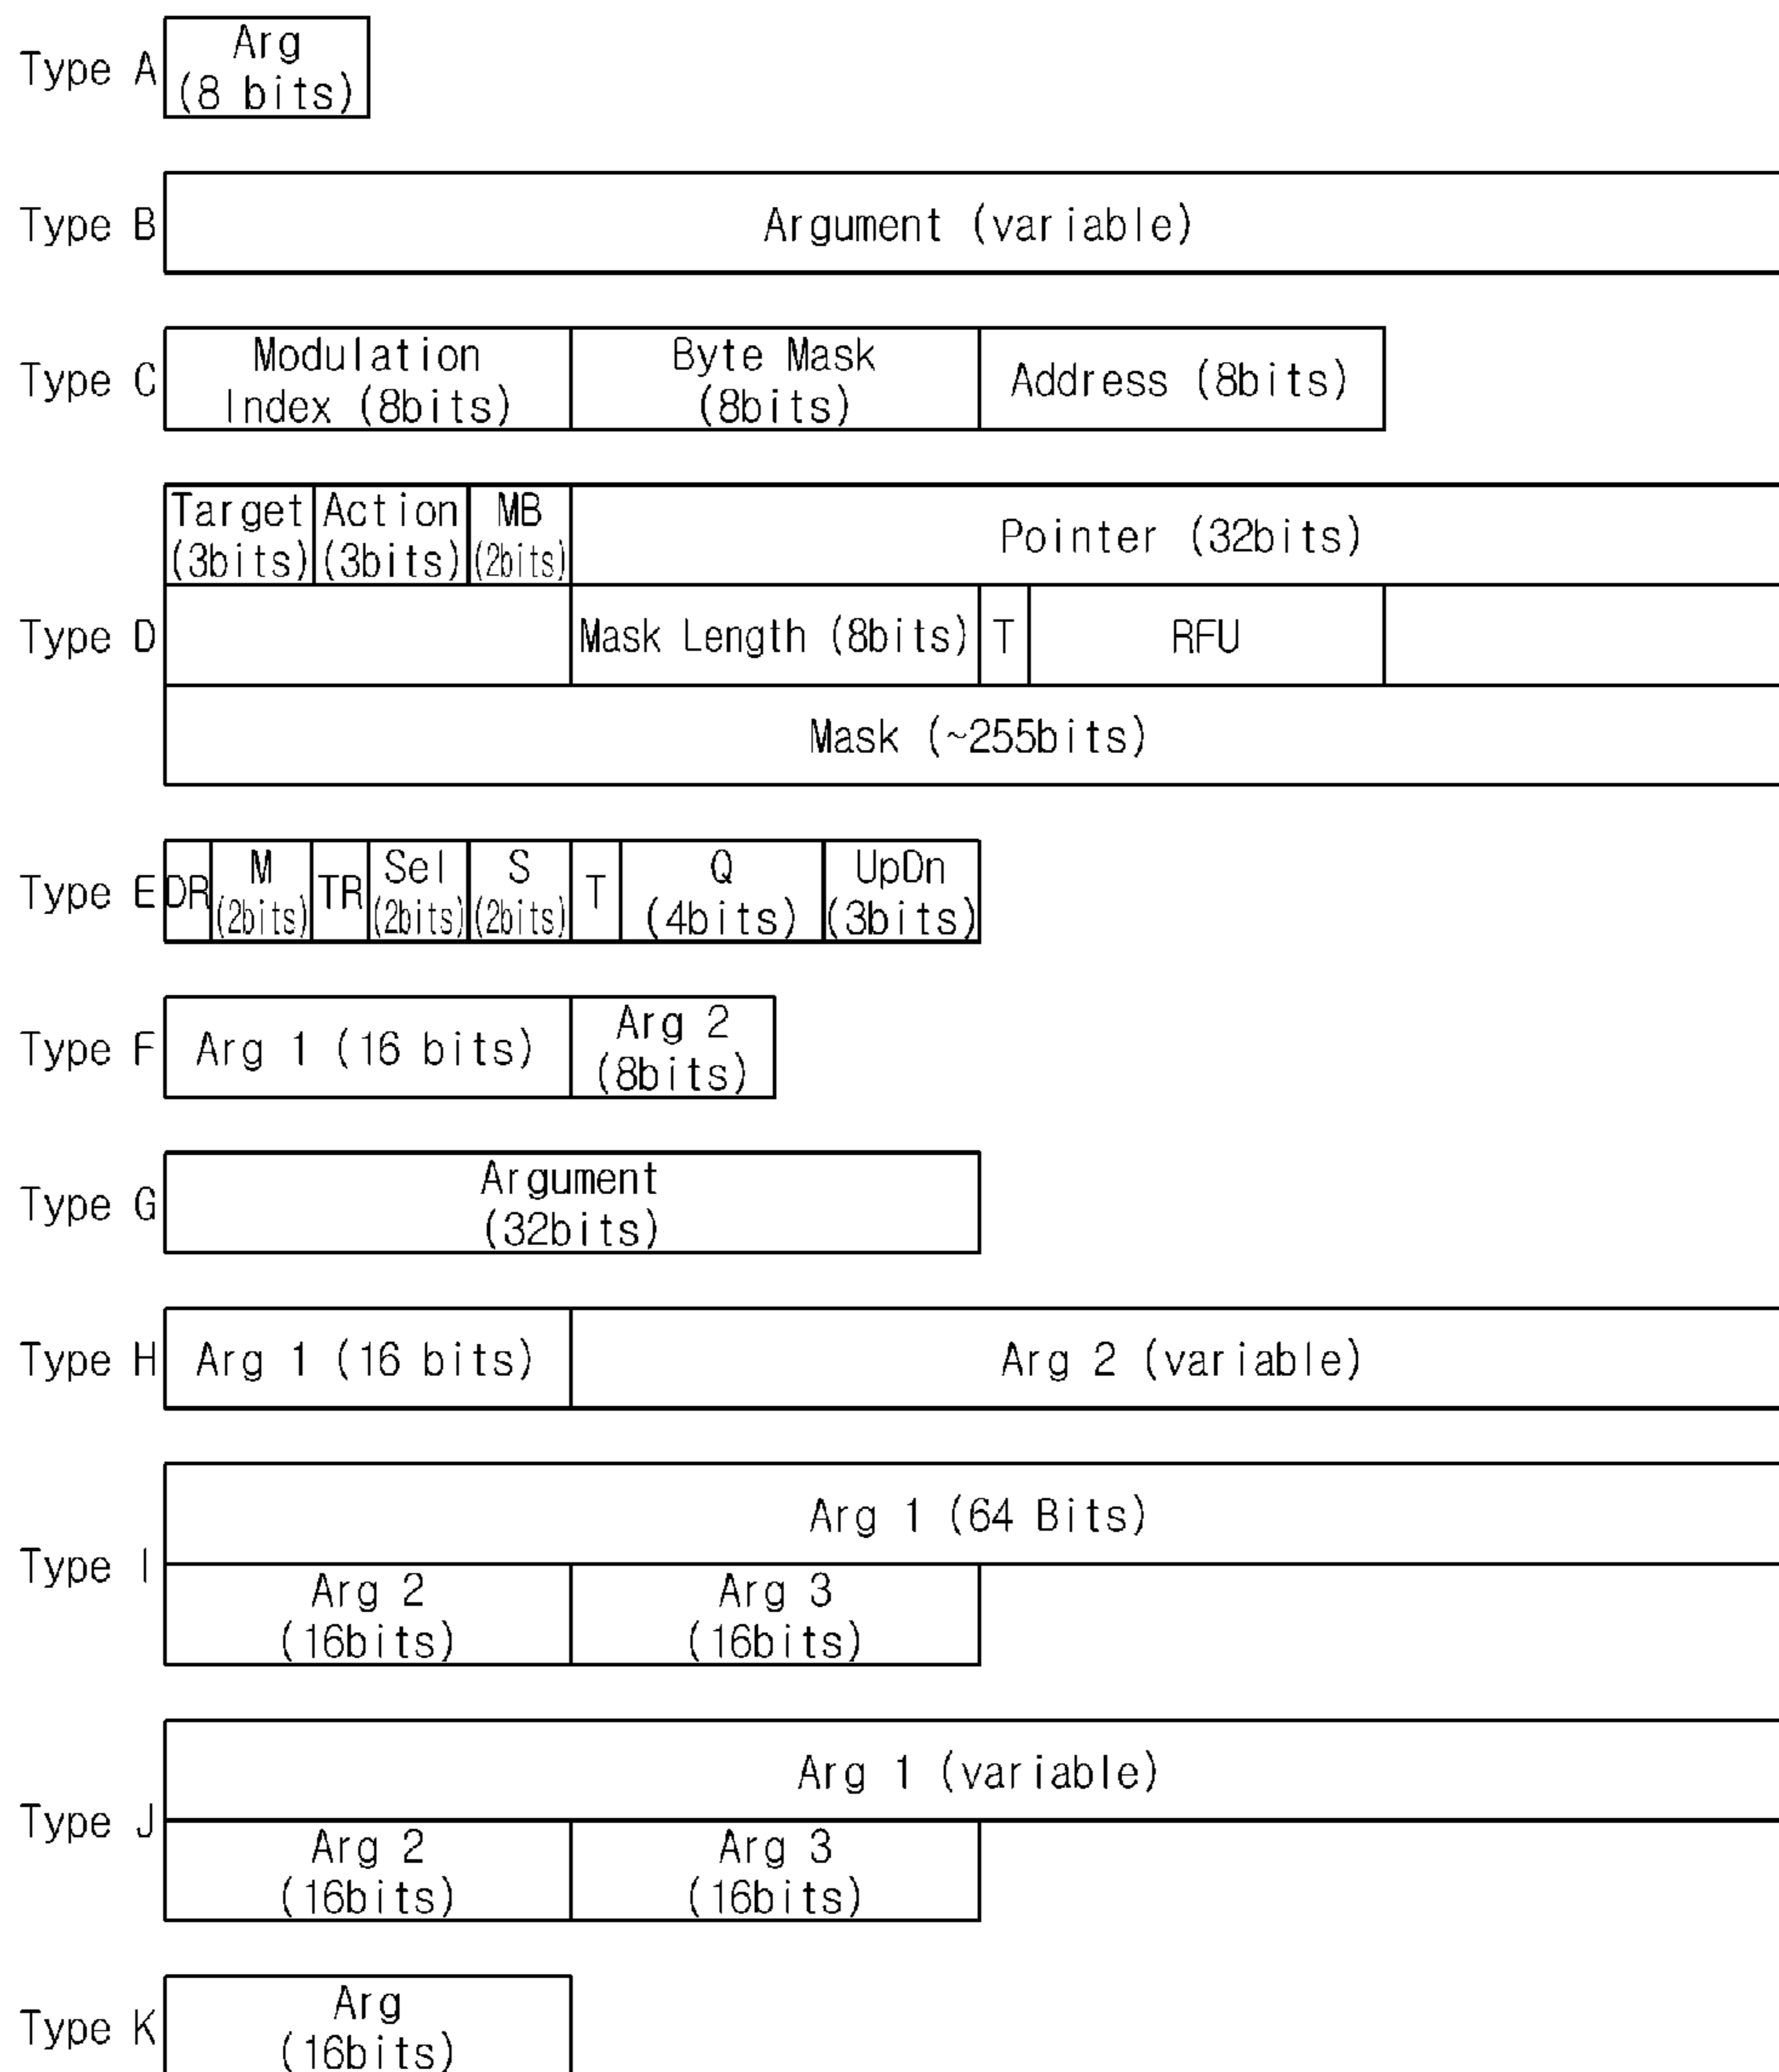 Type A
Arg
(8 bits)
Type B
Argument (variable)
Type C
Modulation
Index (8bits)
Byte Mask
(8bits)
Address (8bits)
Type D
Target
(3bits)
Action
(3bits)
MB
(2bits)
Pointer (32bits)
Mask Length (8bits)
T
RFU
Mask (~255bits)
Type E
DR
M
(2bits)
TR
Sel
(2bits)
S
(2bits)
T
Q
(4bits)
UpDn
(3bits)
Type F
Arg 1 (16 bits)
Arg 2
(8bits)
Type G
Argument
(32bits)
Type H
Arg 1 (16 bits)
Arg 2 (variable)
Type I
Arg 1 (64 Bits)
Arg 2
(16bits)
Arg 3
(16bits)
Type J
Arg 1 (variable)
Arg 2
(16bits)
Arg 3
(16bits)
Type K
Arg
(16bits)